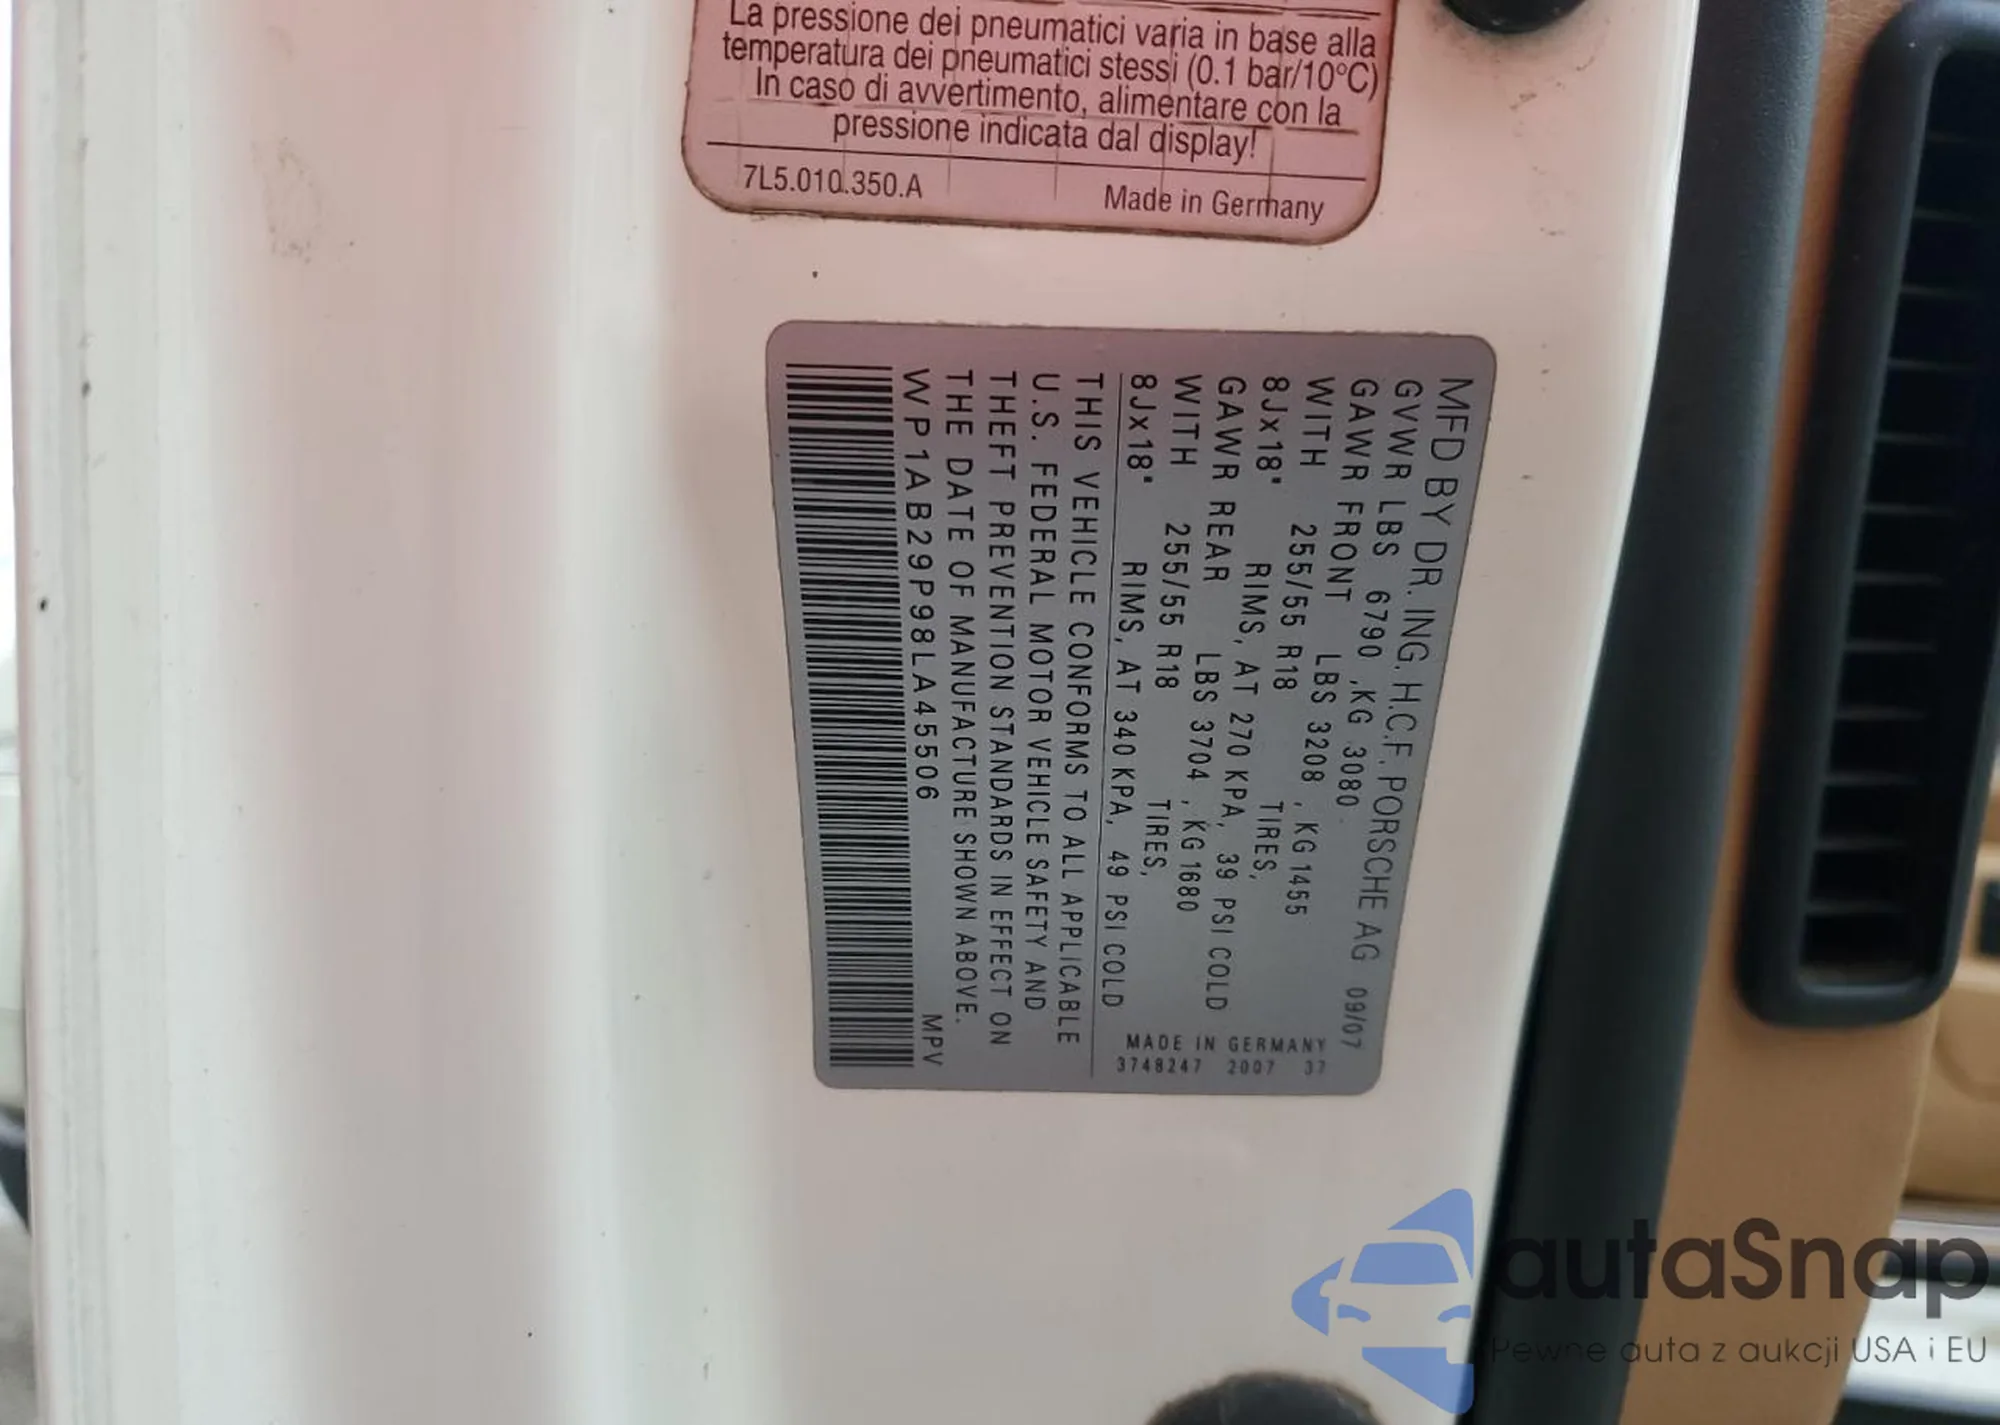 La pressione dei pneumatici varia in base alla
temperatura dei pneumatici stessi (0.1 bar/10°C)
In caso di avvertimento, alimentare con la
pressione indicata dal display!
7L5.010.350.A
Made in Germany
MFD BY DR. ING. H.C.F. PORSCHE AG 09/07
GVWR LBS 6790 ,KG 3080
GAWR FRONT LBS 3208 , KG 1455
WITH 255/55 R18 TIRES,
8Jx18" RIMS, AT 270 KPA, 39 PSI COLD
GAWR REAR LBS 3704 , KG 1680
WITH 255/55 R18 TIRES,
8Jx18" RIMS, AT 340 KPA, 49 PSI COLD
MADE IN GERMANY
3748247 2007 37
THIS VEHICLE CONFORMS TO ALL APPLICABLE
U.S. FEDERAL MOTOR VEHICLE SAFETY AND
THEFT PREVENTION STANDARDS IN EFFECT ON
THE DATE OF MANUFACTURE SHOWN ABOVE.
WP1AB29P98LA45506 MPV
autaSnap
Pewne auta z aukcji USA i EU